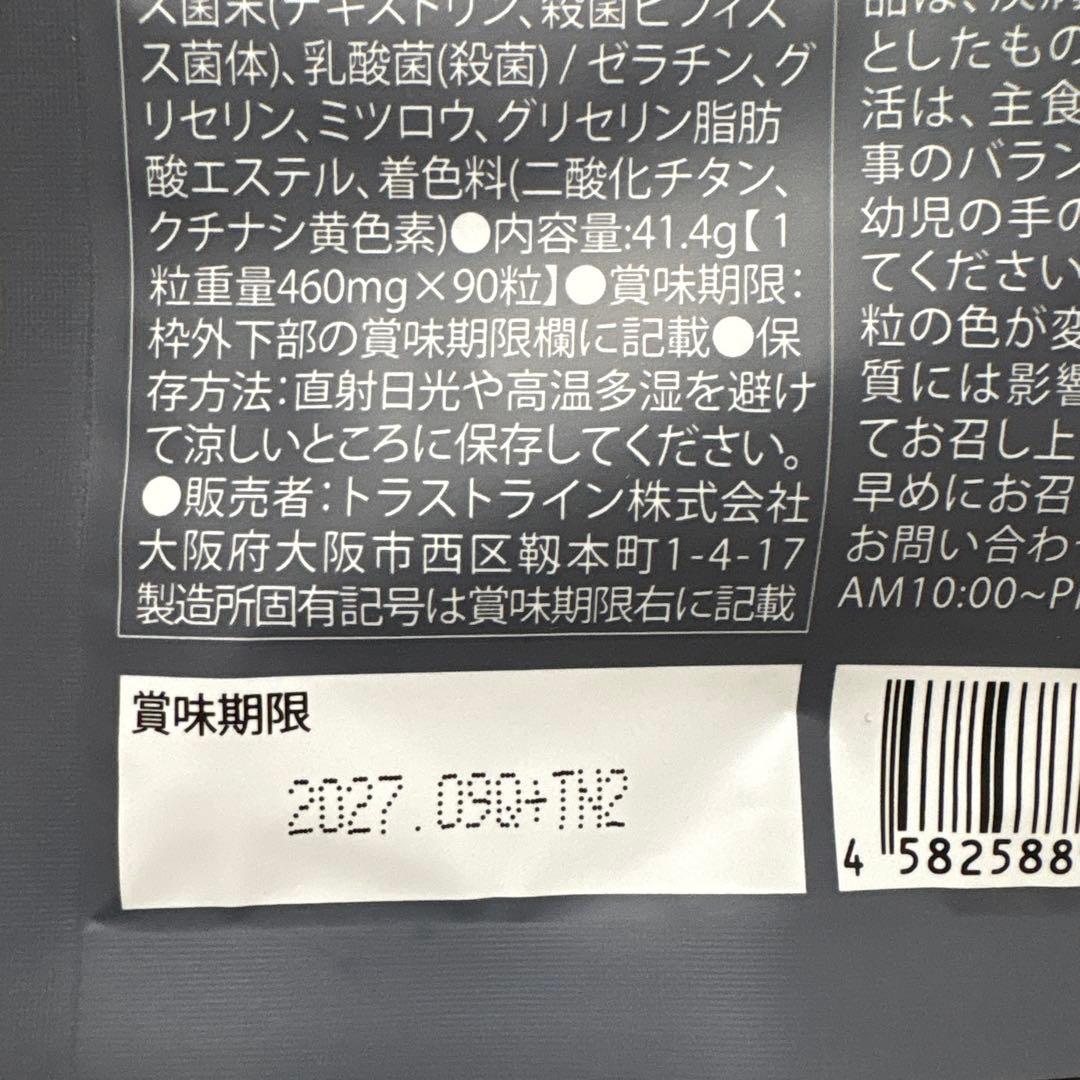 ス菌末(デキストリン、殺菌ビフィズ
ス菌体)、乳酸菌(殺菌) / ゼラチン、グ
リセリン、ミツロウ、グリセリン脂肪
酸エステル、着色料(二酸化チタン、
クチナシ黄色素)●内容量:41.4g【 1
粒重量460mg×90粒】●賞味期限:
枠外下部の賞味期限欄に記載●保
存方法:直射日光や高温多湿を避け
て涼しいところに保存してください。
●販売者:トラストライン株式会社
大阪府大阪市西区靱本町1-4-17
製造所固有記号は賞味期限右に記載
としたもの
活は、主食
事のバラン
幼児の手の
てください
粒の色が変
質には影響
てお召し上
早めにお召
お問い合わ
AM10:00~P
賞味期限
2027.090+TH2
4 582588